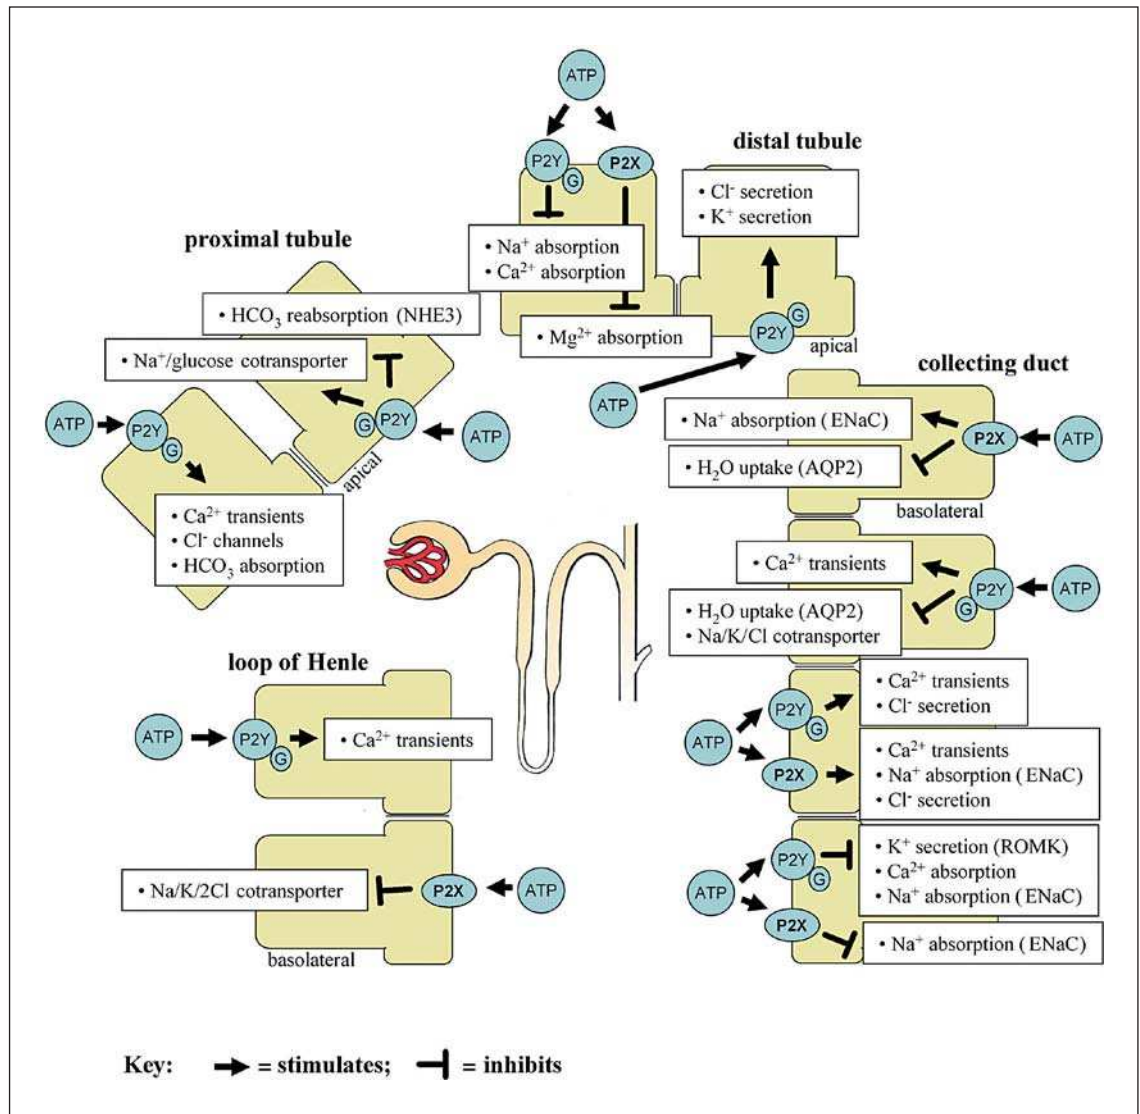 ATP
P2Y
G
P2X
• Na⁺ absorption
• Ca²⁺ absorption
• Mg²⁺ absorption
distal tubule
• Cl⁻ secretion
• K⁺ secretion
P2Y
G
apical
ATP
proximal tubule
• HCO₃ reabsorption (NHE3)
• Na⁺/glucose cotransporter
G
P2Y
ATP
apical
ATP
P2Y
G
• Ca²⁺ transients
• Cl⁻ channels
• HCO₃ absorption
collecting duct
• Na⁺ absorption (ENaC)
• H₂O uptake (AQP2)
P2X
ATP
basolateral
• Ca²⁺ transients
• H₂O uptake (AQP2)
• Na/K/Cl cotransporter
P2Y
G
ATP
ATP
P2Y
G
P2X
• Ca²⁺ transients
• Cl⁻ secretion
• Ca²⁺ transients
• Na⁺ absorption (ENaC)
• Cl⁻ secretion
ATP
P2Y
G
P2X
• K⁺ secretion (ROMK)
• Ca²⁺ absorption
• Na⁺ absorption (ENaC)
• Na⁺ absorption (ENaC)
loop of Henle
ATP
P2Y
G
• Ca²⁺ transients
• Na/K/2Cl cotransporter
P2X
ATP
basolateral
Key: = stimulates; = inhibits